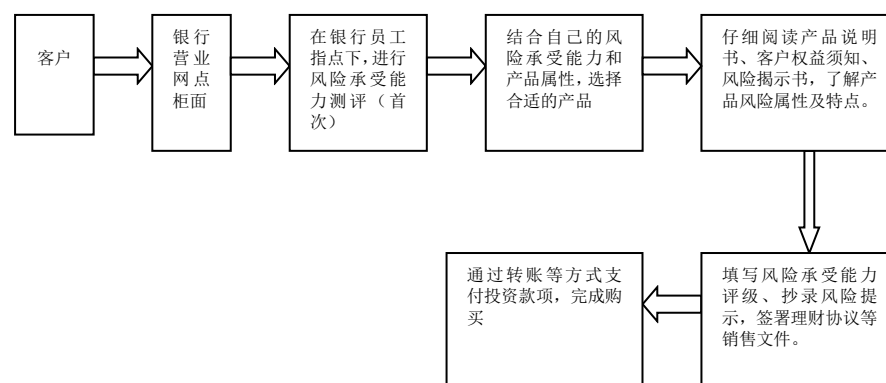 客户
银行
营业
网点
柜面
在银行员工
指点下，进行
风险承受能
力测评（首
次）
结合自己的风
险承受能力和
产品属性，选择
合适的产品
仔细阅读产品说明
书、客户权益须知、
风险揭示书，了解产
品风险属性及特点。
填写风险承受能力
评级、抄录风险提
示，签署理财协议等
销售文件。
通过转账等方式支
付投资款项，完成购
买